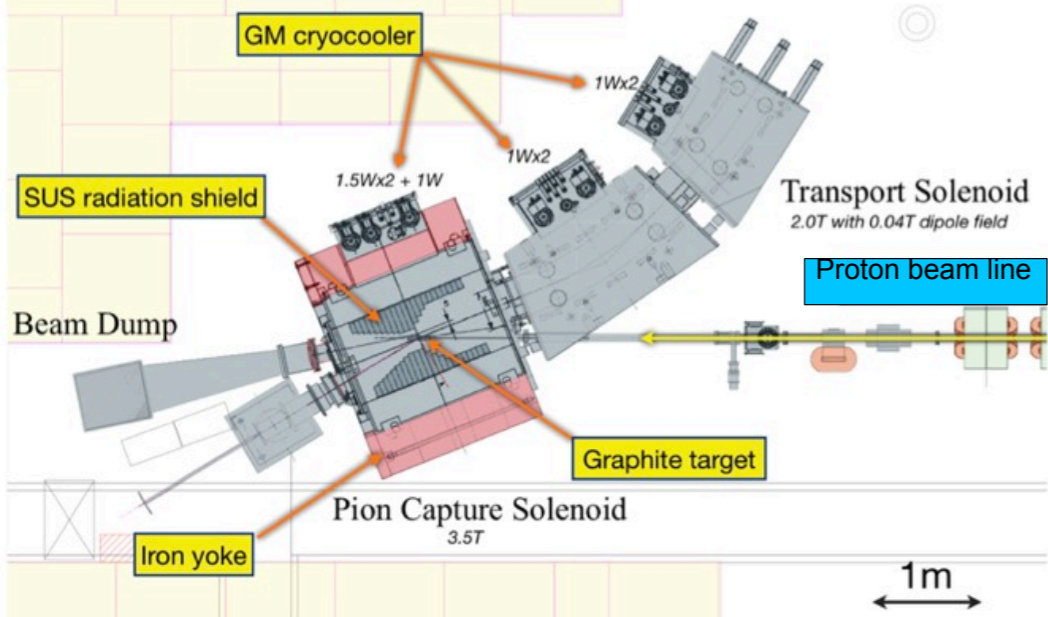 GM cryocooler
1Wx2
1Wx2
1.5Wx2 + 1W
SUS radiation shield
Transport Solenoid
2.0T with 0.04T dipole field
Proton beam line
Beam Dump
Graphite target
Pion Capture Solenoid
3.5T
Iron yoke
1m